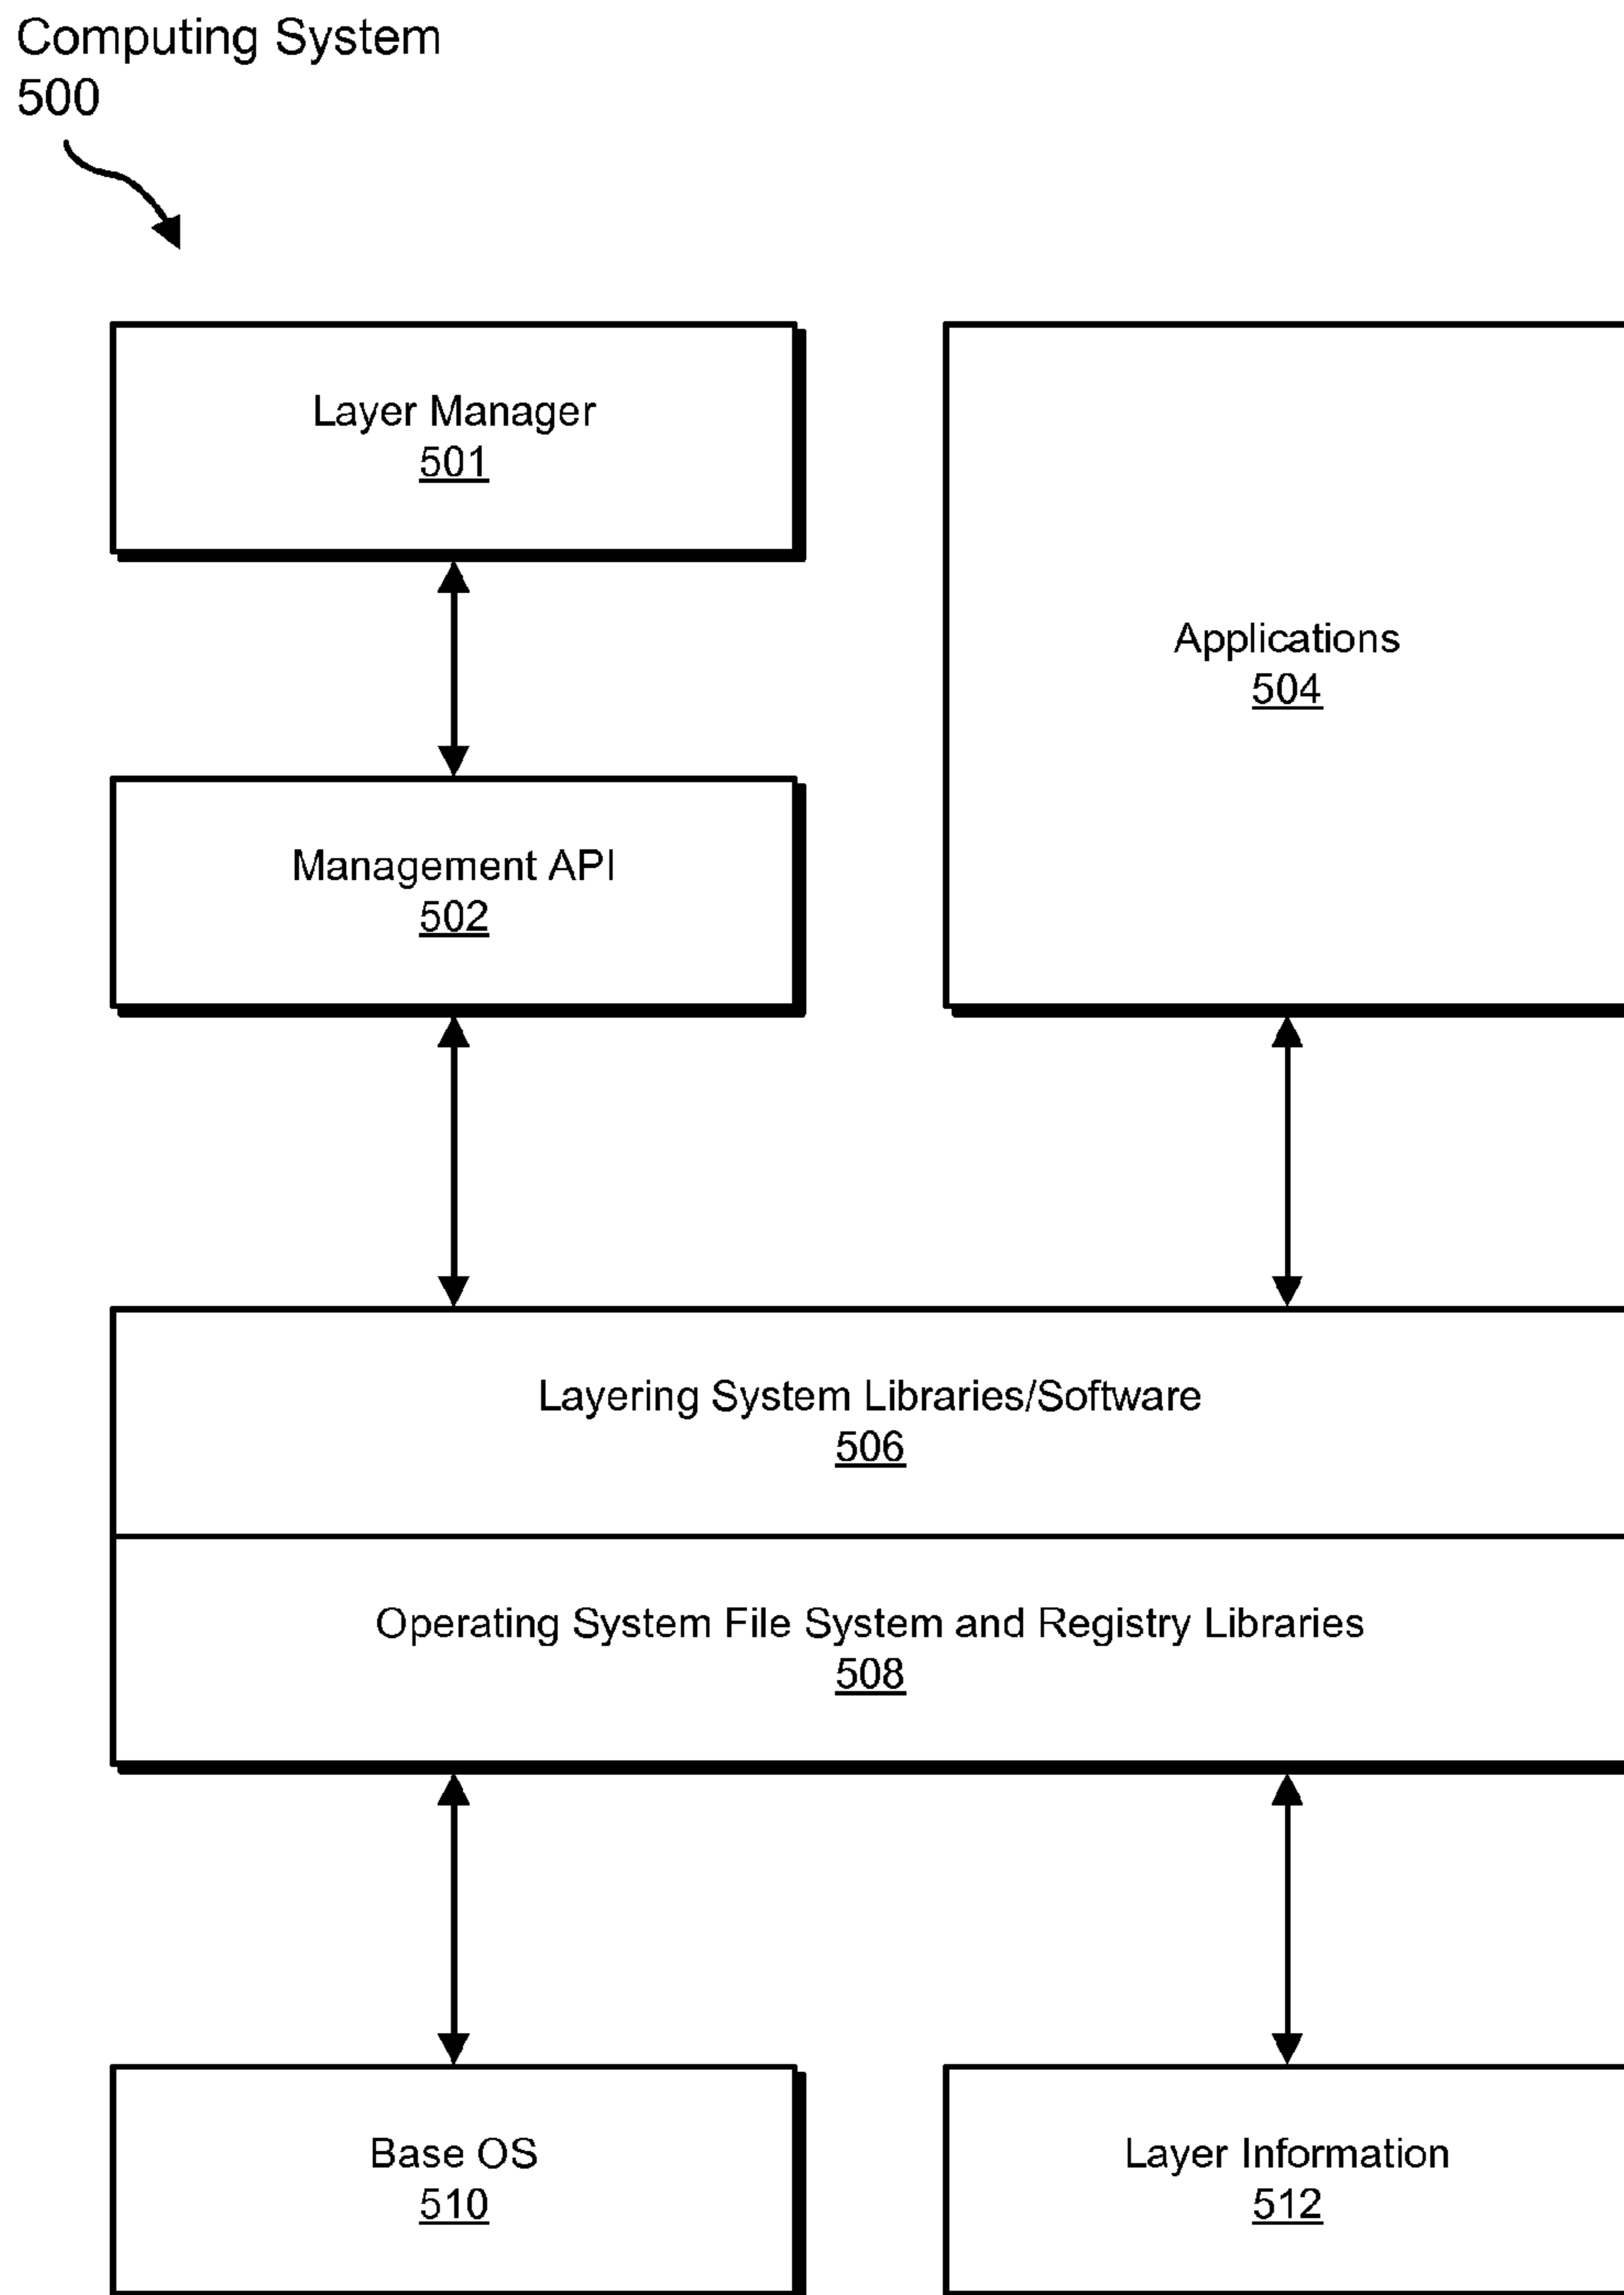 Computing System
500
Layer Manager
501
Applications
504
Management API
502
Layering System Libraries/Software
506
Operating System File System and Registry Libraries
508
Base OS
510
Layer Information
512